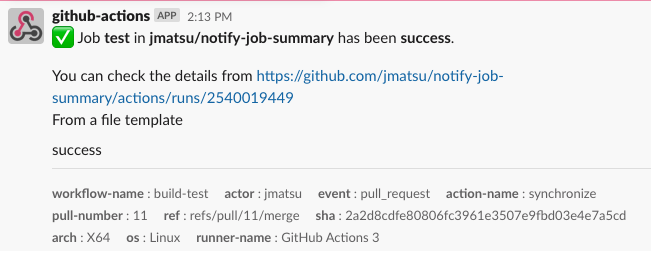 github-actions APP 2:13 PM
✅ Job test in jmatsu/notify-job-summary has been success.
You can check the details from https://github.com/jmatsu/notify-job-
summary/actions/runs/2540019449
From a file template
success
workflow-name : build-test actor : jmatsu event : pull_request action-name : synchronize
pull-number : 11 ref : refs/pull/11/merge sha : 2a2d8cdfe80806fc3961e3507e9fbd03e4e7a5cd
arch : X64 os : Linux runner-name : GitHub Actions 3